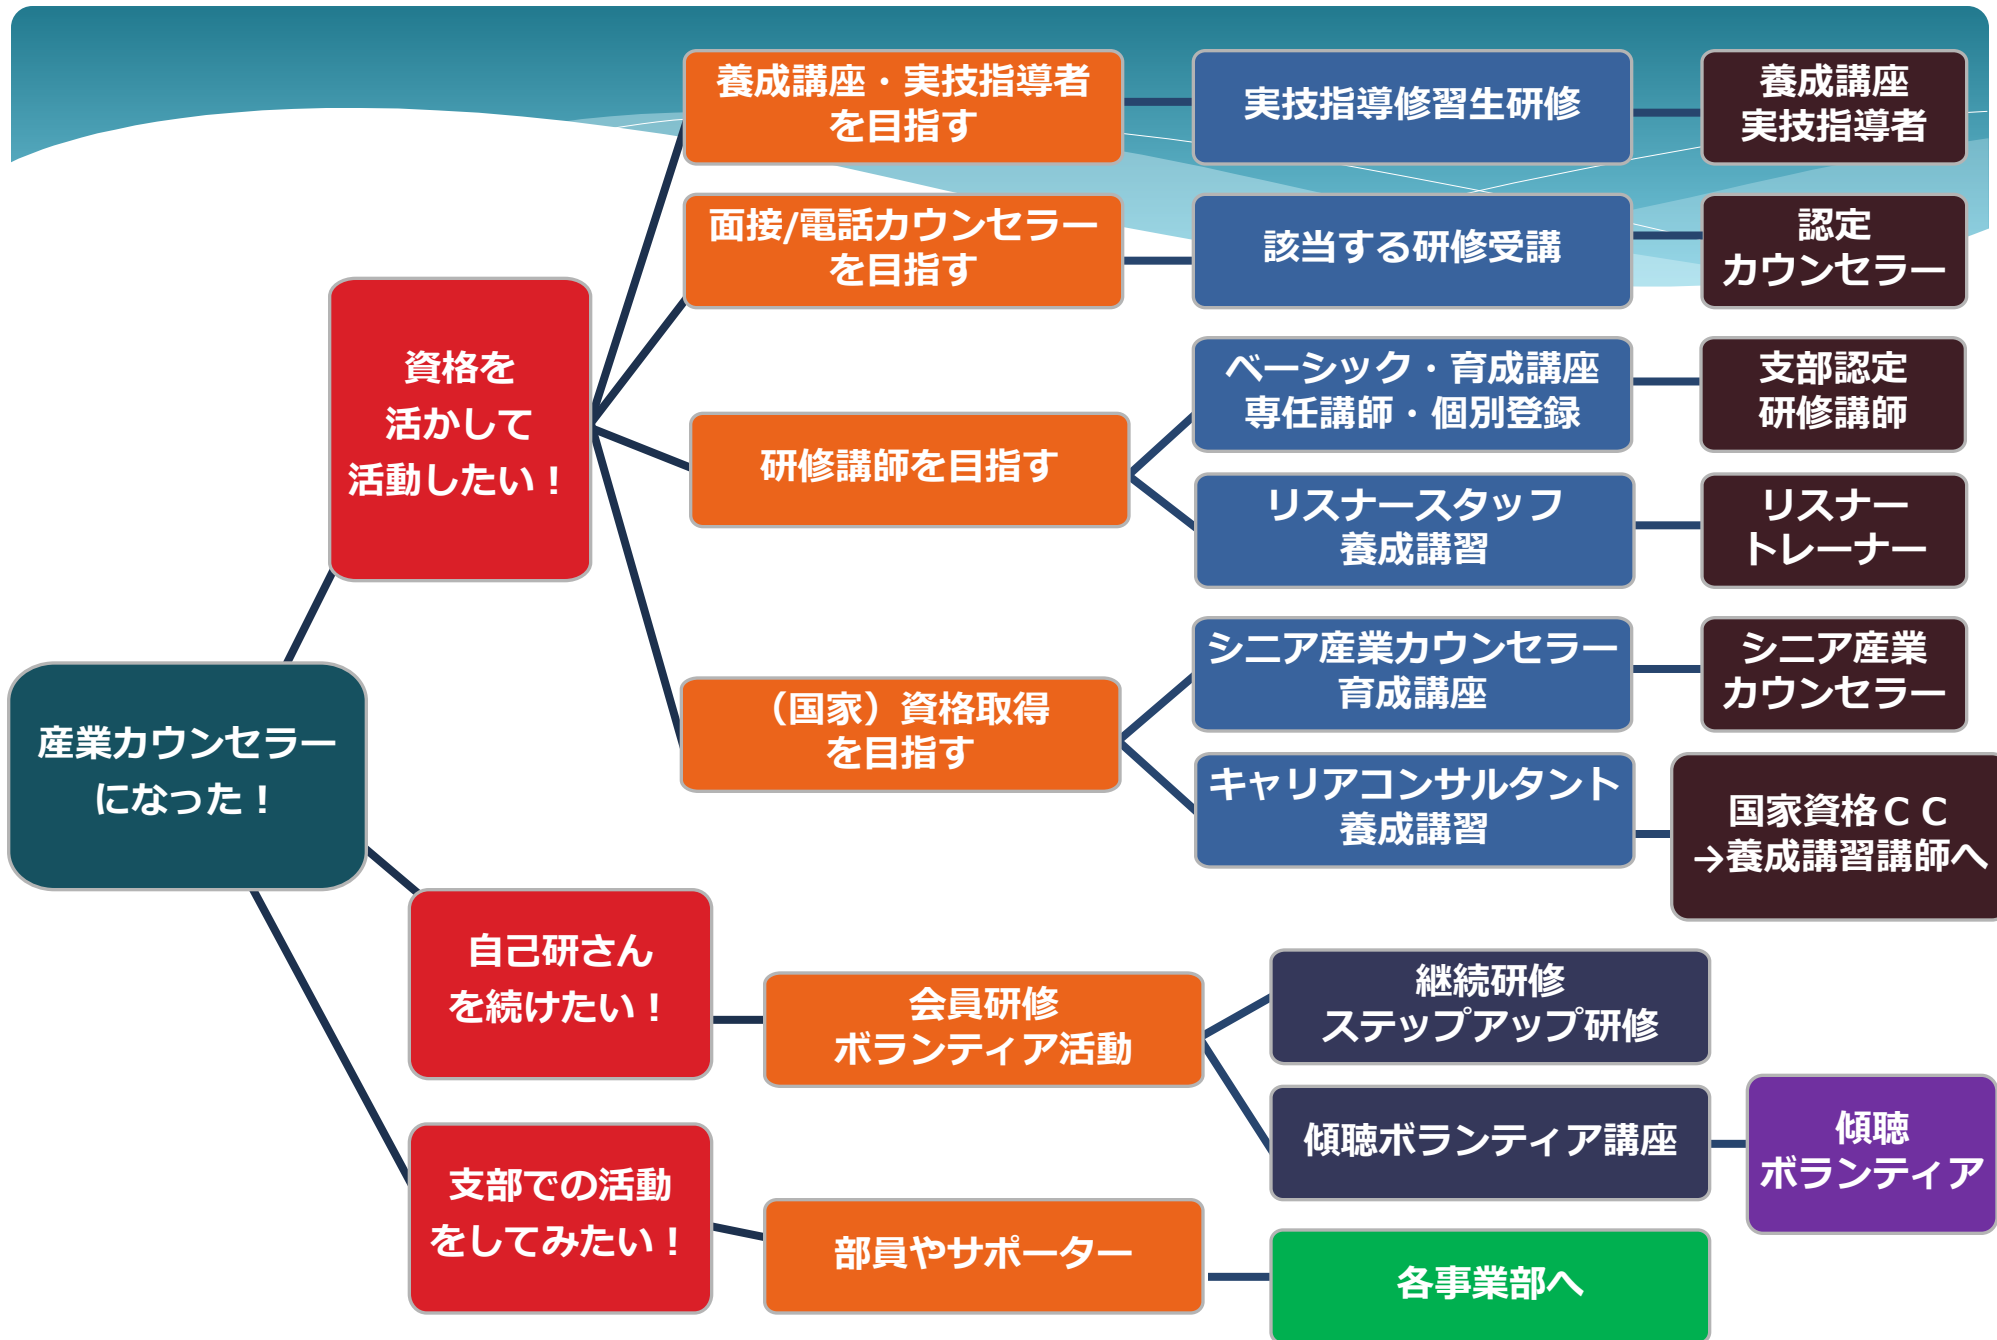 養成講座・実技指導者
を目指す
実技指導修習生研修
養成講座
実技指導者
面接/電話カウンセラー
を目指す
該当する研修受講
認定
カウンセラー
資格を
活かして
活動したい！
研修講師を目指す
ベーシック・育成講座
専任講師・個別登録
支部認定
研修講師
リスナースタッフ
養成講習
リスナー
トレーナー
（国家）資格取得
を目指す
シニア産業カウンセラー
育成講座
シニア産業
カウンセラー
キャリアコンサルタント
養成講習
国家資格ＣＣ
→養成講習講師へ
産業カウンセラー
になった！
自己研さん
を続けたい！
会員研修
ボランティア活動
継続研修
ステップアップ研修
傾聴ボランティア講座
傾聴
ボランティア
支部での活動
をしてみたい！
部員やサポーター
各事業部へ